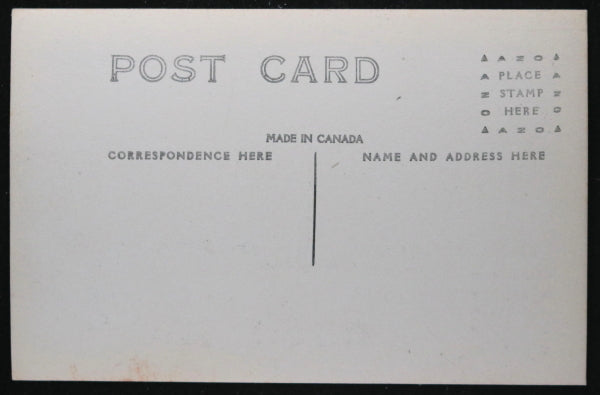 POST CARD
▲ A Z O ▲
A PLACE A
Z STAMP Z
O HERE O
▲ A Z O ▲
MADE IN CANADA
CORRESPONDENCE HERE
NAME AND ADDRESS HERE